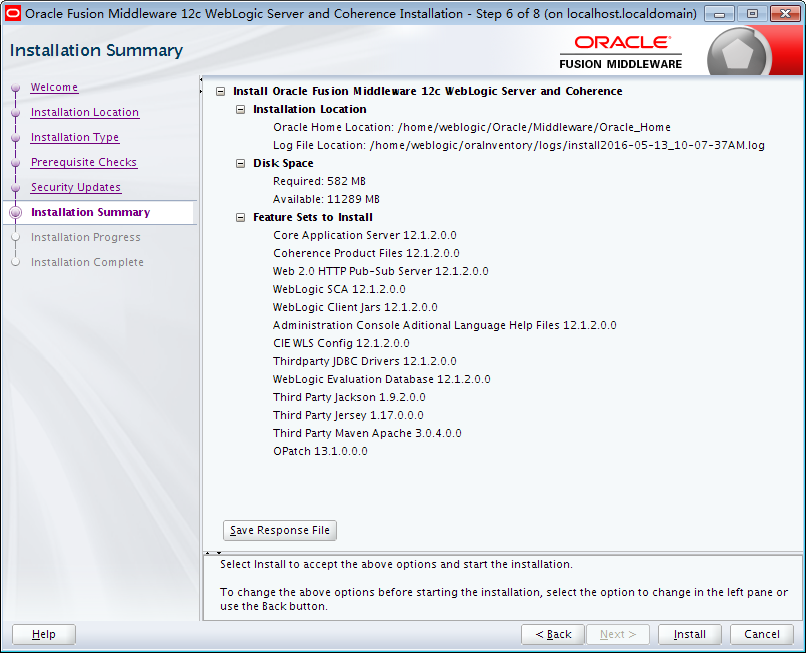 Oracle Fusion Middleware 12c WebLogic Server and Coherence Installation - Step 6 of 8 (on localhost.localdomain)
Installation Summary
ORACLE
FUSION MIDDLEWARE
Welcome
Installation Location
Installation Type
Prerequisite Checks
Security Updates
Installation Summary
Installation Progress
Installation Complete
Install Oracle Fusion Middleware 12c WebLogic Server and Coherence
Installation Location
Oracle Home Location: /home/weblogic/Oracle/Middleware/Oracle_Home
Log File Location: /home/weblogic/oraInventory/logs/install2016-05-13_10-07-37AM.log
Disk Space
Required: 582 MB
Available: 11289 MB
Feature Sets to Install
Core Application Server 12.1.2.0.0
Coherence Product Files 12.1.2.0.0
Web 2.0 HTTP Pub-Sub Server 12.1.2.0.0
WebLogic SCA 12.1.2.0.0
WebLogic Client Jars 12.1.2.0.0
Administration Console Aditional Language Help Files 12.1.2.0.0
CIE WLS Config 12.1.2.0.0
Thirdparty JDBC Drivers 12.1.2.0.0
WebLogic Evaluation Database 12.1.2.0.0
Third Party Jackson 1.9.2.0.0
Third Party Jersey 1.17.0.0.0
Third Party Maven Apache 3.0.4.0.0
OPatch 13.1.0.0.0
Save Response File
Select Install to accept the above options and start the installation.
To change the above options before starting the installation, select the option to change in the left pane or
use the Back button.
Help
< Back
Next >
Install
Cancel